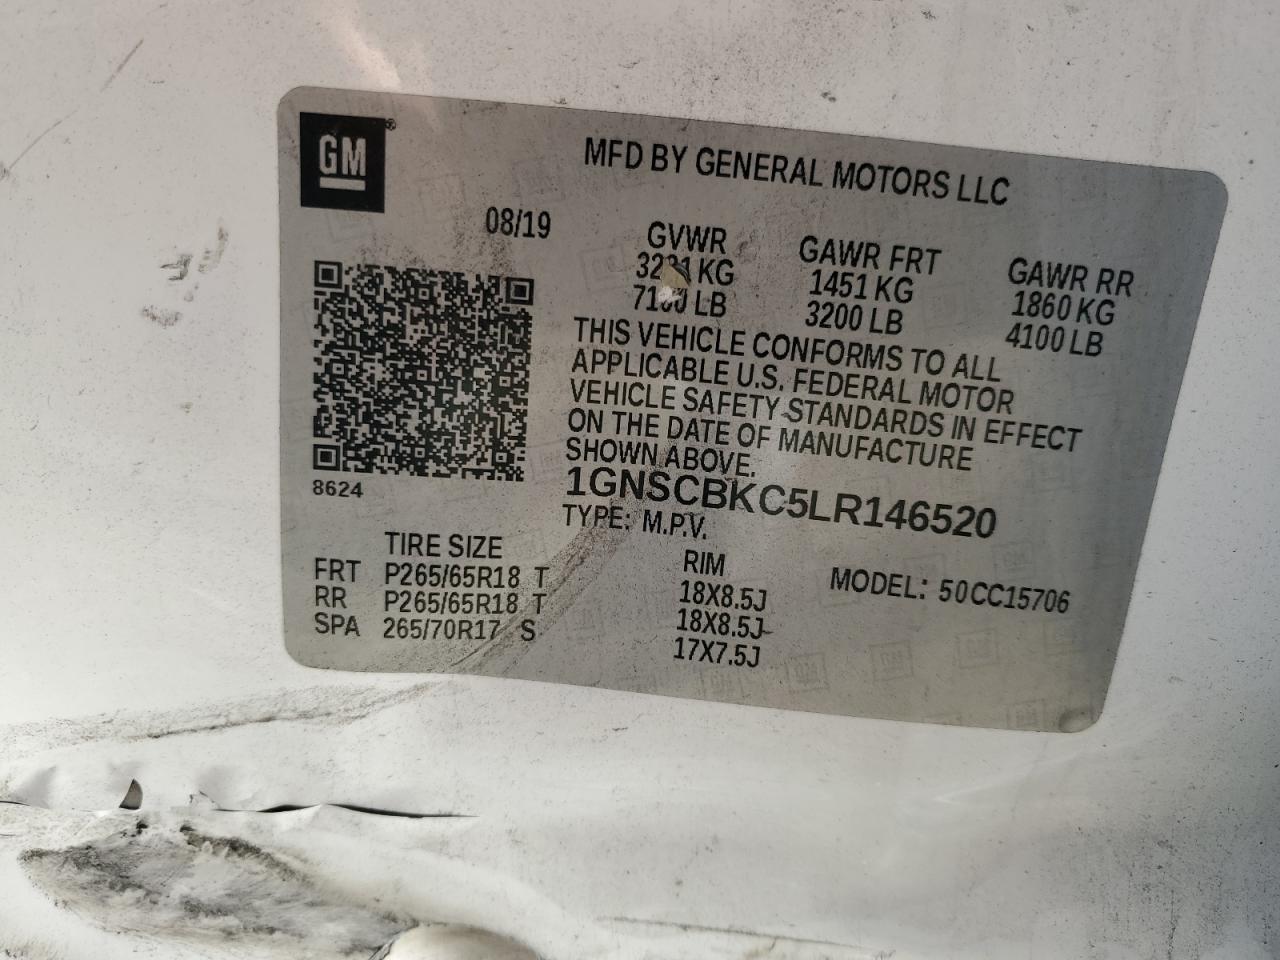 GM
MFD BY GENERAL MOTORS LLC
08/19
GVWR GAWR FRT GAWR RR
KG 1451 KG 1860 KG
LB 3200 LB 4100 LB
THIS VEHICLE CONFORMS TO ALL
APPLICABLE U.S. FEDERAL MOTOR
VEHICLE SAFETY STANDARDS IN EFFECT
ON THE DATE OF MANUFACTURE
SHOWN ABOVE.
8624
1GNSCBKC5LR146520
TYPE: M.P.V.
TIRE SIZE RIM MODEL: 50CC15706
FRT P265/65R18 T 18X8.5J
RR P265/65R18 T 18X8.5J
SPA 265/70R17 S 17X7.5J